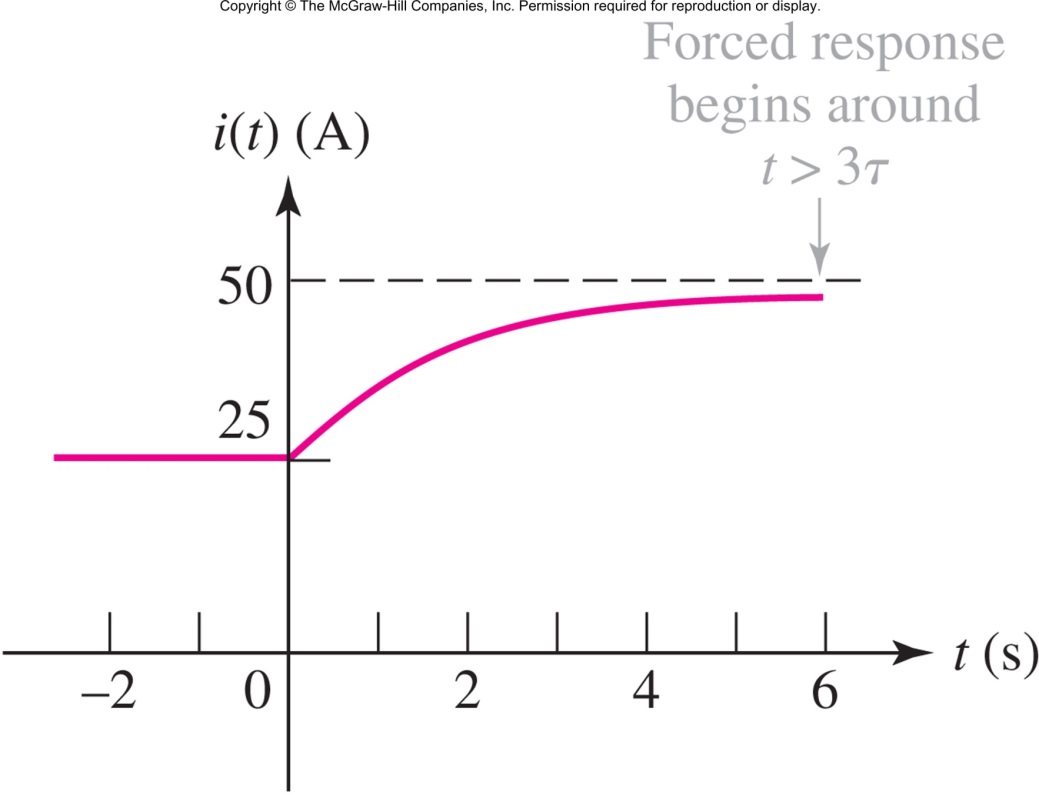 Copyright © The McGraw-Hill Companies, Inc. Permission required for reproduction or display.
Forced response
begins around
t > 3τ
i(t) (A)
50
25
–2
0
2
4
6
t (s)